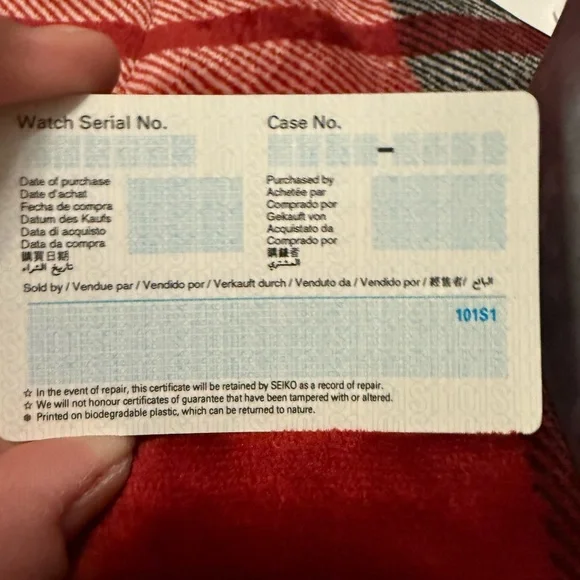 Watch Serial No.
Case No.
-
Date of purchase
Date d'achat
Fecha de compra
Datum des Kaufs
Data di acquisto
Data da compra
購買日期
تاريخ الشراء
Purchased by
Achetée par
Comprado por
Gekauft von
Acquistato da
Comprado por
購錶者
المشتري
Sold by / Vendue par / Vendido por / Verkauft durch / Venduto da / Vendido por / 經售者/ البائع
101S1
☆ In the event of repair, this certificate will be retained by SEIKO as a record of repair.
☆ We will not honour certificates of guarantee that have been tampered with or altered.
❄ Printed on biodegradable plastic, which can be returned to nature.